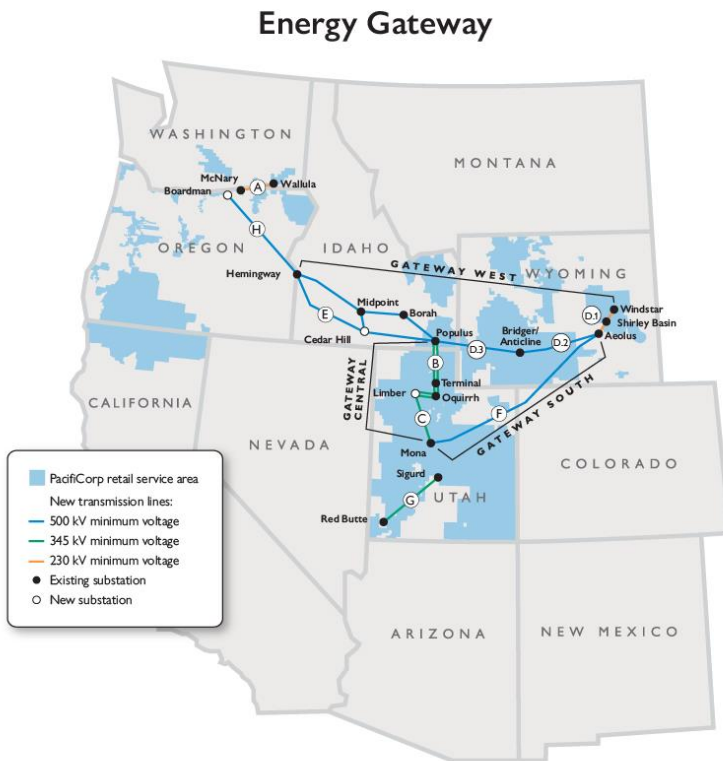 Energy Gateway
WASHINGTON
MONTANA
McNary
A
Wallula
Boardman
H
OREGON
IDAHO
GATEWAY WEST
WYOMING
Hemingway
Midpoint
Borah
E
Cedar Hill
Populus
Bridger/
Anticline
D.1
Windstar
Shirley Basin
Aeolus
D.2
D.3
B
GATEWAY
CENTRAL
Terminal
Limber
Oquirrh
C
F
GATEWAY SOUTH
Mona
CALIFORNIA
NEVADA
COLORADO
Sigurd
UTAH
G
Red Butte
ARIZONA
NEW MEXICO
PacifiCorp retail service area
New transmission lines:
500 kV minimum voltage
345 kV minimum voltage
230 kV minimum voltage
Existing substation
New substation